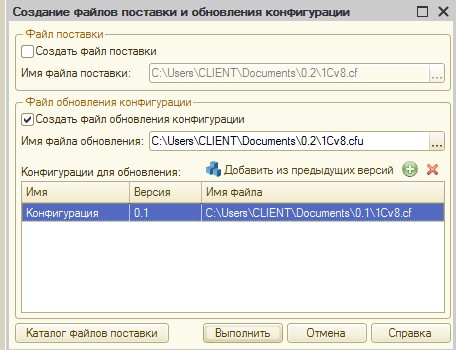 Создание файлов поставки и обновления конфигурации
Файл поставки
Создать файл поставки
Имя Файла поставки: C:\Users\CLIENT\Documents\0.2\1Cv8.cf ...
Файл обновления конфигурации
Создать файл обновления конфигурации
Имя Файла обновления: C:\Users\CLIENT\Documents\0.2\1Cv8.cfu ...
Конфигурации для обновления: Добавить из предыдущих версий
Имя Версия Имя файла
Конфигурация 0.1 C:\Users\CLIENT\Documents\0.1\1Cv8.cf
Каталог файлов поставки Выполнить Отмена Справка